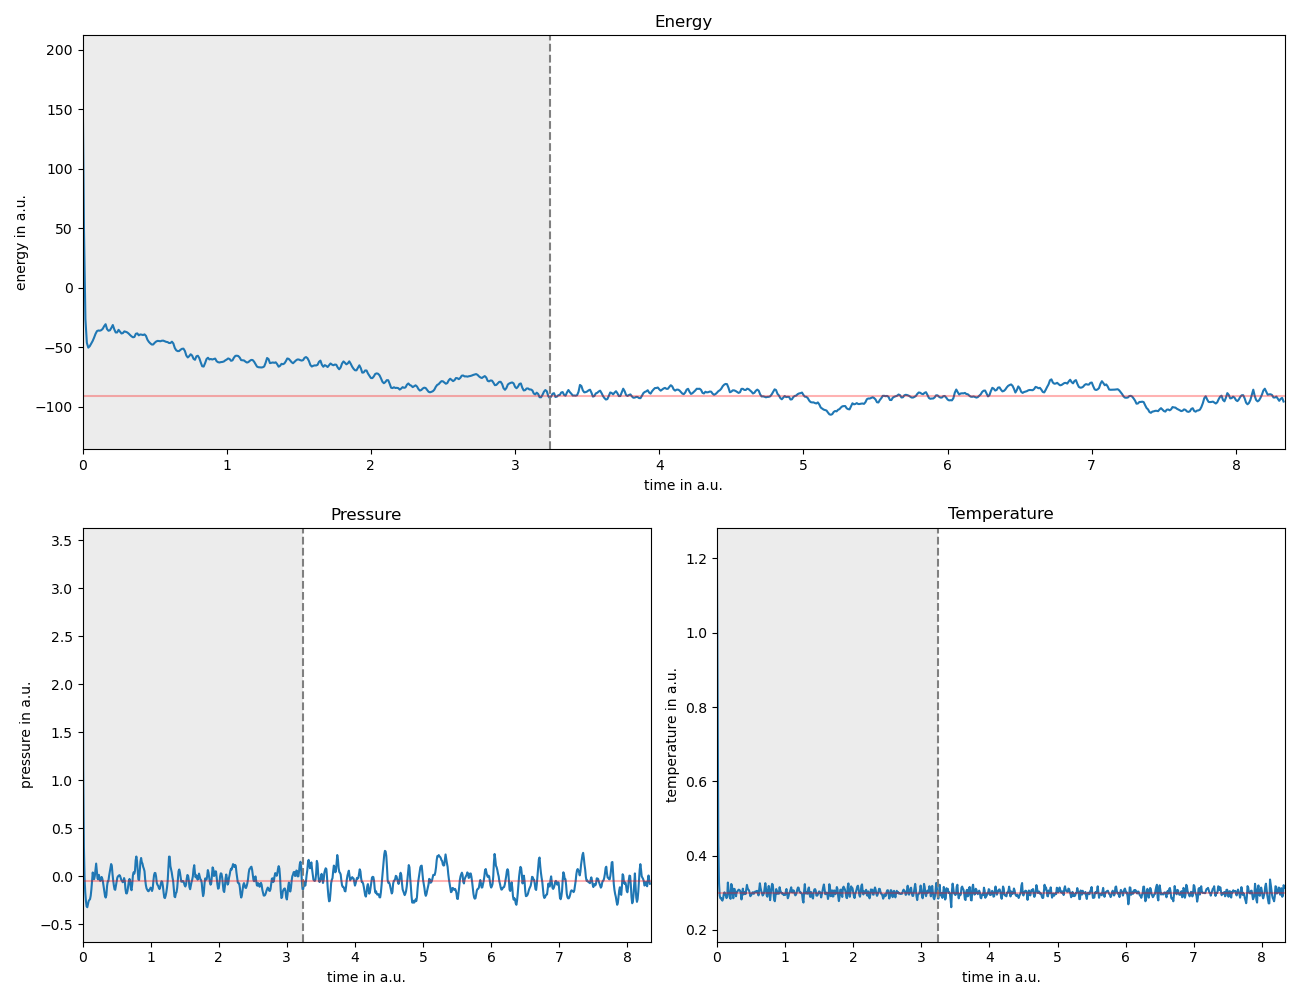 Energy
energy in a.u.
200
150
100
50
0
−50
−100
0 1 2 3 4 5 6 7 8
time in a.u.
Pressure
pressure in a.u.
3.5
3.0
2.5
2.0
1.5
1.0
0.5
0.0
−0.5
0 1 2 3 4 5 6 7 8
time in a.u.
Temperature
temperature in a.u.
1.2
1.0
0.8
0.6
0.4
0.2
0 1 2 3 4 5 6 7 8
time in a.u.